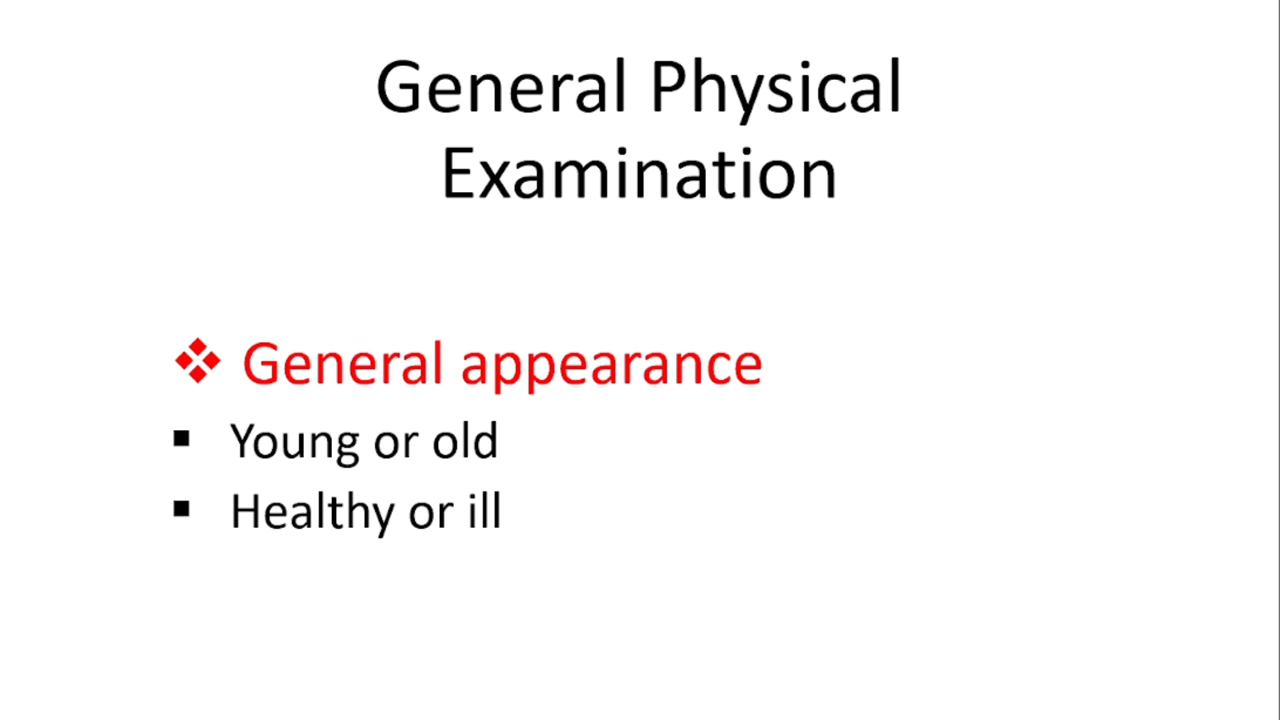 General Physical
Examination
❖ General appearance
▪ Young or old
▪ Healthy or ill